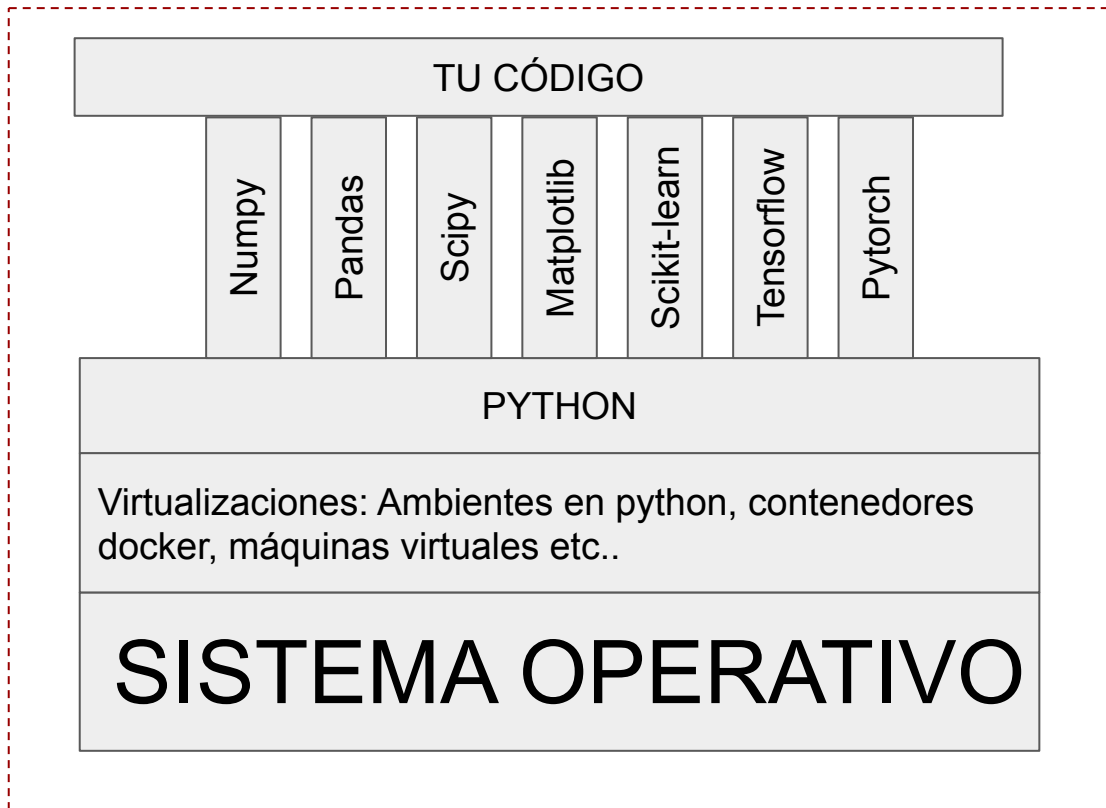 TU CÓDIGO
Numpy
Pandas
Scipy
Matplotlib
Scikit-learn
Tensorflow
Pytorch
PYTHON
Virtualizaciones: Ambientes en python, contenedores
docker, máquinas virtuales etc..
SISTEMA OPERATIVO